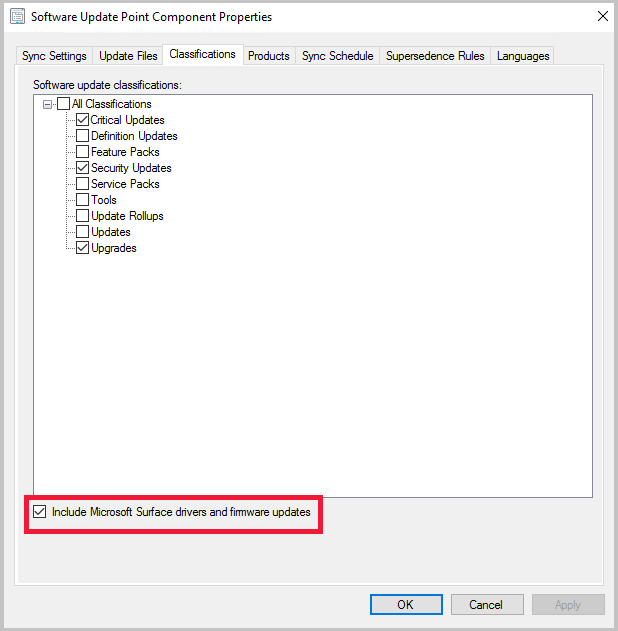 Software Update Point Component Properties
Sync Settings Update Files Classifications Products Sync Schedule Supersedence Rules Languages
Software update classifications:
All Classifications
Critical Updates
Definition Updates
Feature Packs
Security Updates
Service Packs
Tools
Update Rollups
Updates
Upgrades
Include Microsoft Surface drivers and firmware updates
OK Cancel Apply